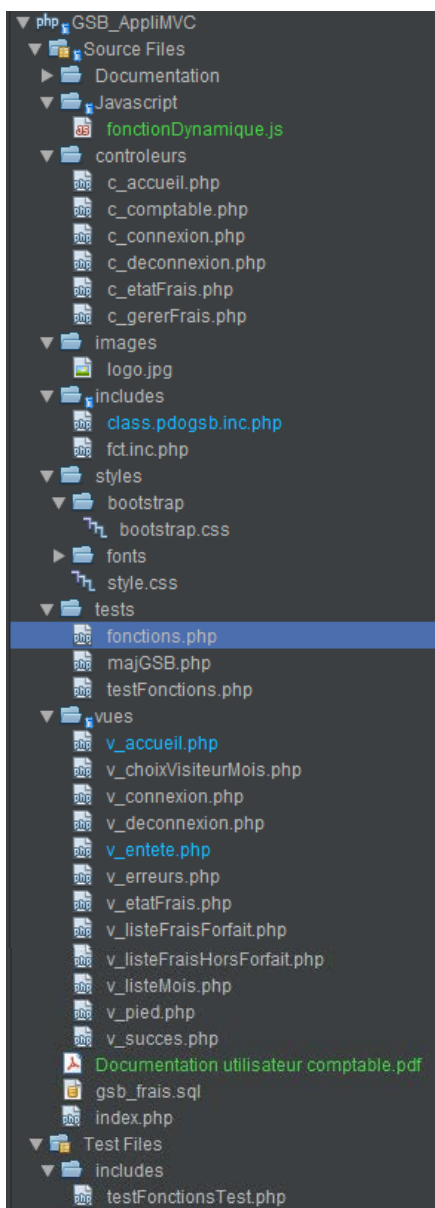 GSB_AppliMVC
Source Files
Documentation
Javascript
fonctionDynamique.js
controleurs
c_accueil.php
c_comptable.php
c_connexion.php
c_deconnexion.php
c_etatFrais.php
c_gererFrais.php
images
logo.jpg
includes
class.pdogsb.inc.php
fct.inc.php
styles
bootstrap
bootstrap.css
fonts
style.css
tests
fonctions.php
majGSB.php
testFonctions.php
vues
v_accueil.php
v_choixVisiteurMois.php
v_connexion.php
v_deconnexion.php
v_entete.php
v_erreurs.php
v_etatFrais.php
v_listeFraisForfait.php
v_listeFraisHorsForfait.php
v_listeMois.php
v_pied.php
v_succes.php
Documentation utilisateur comptable.pdf
gsb_frais.sql
index.php
Test Files
includes
testFonctionsTest.php